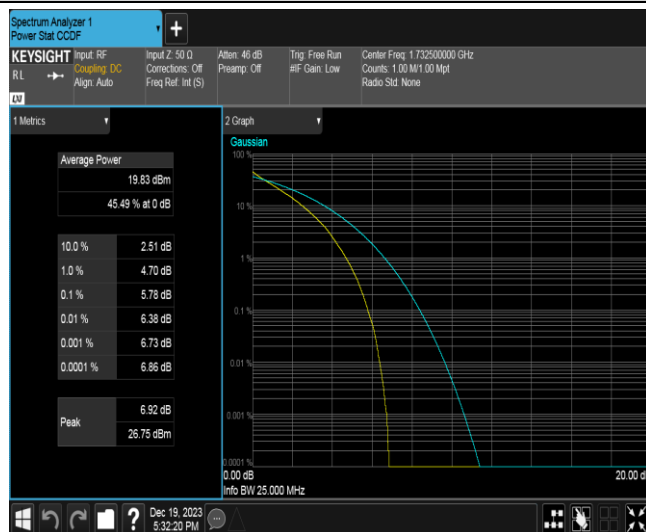 Spectrum Analyzer 1
Power Stat CCDF
+
KEYSIGHT
RL
LXI
Input: RF
Coupling: DC
Align: Auto
Input Z: 50 Ω
Corrections: Off
Freq Ref: Int (S)
Atten: 46 dB
Preamp: Off
Trig: Free Run
#IF Gain: Low
Center Freq: 1.732500000 GHz
Counts: 1.00 M/1.00 Mpt
Radio Std: None
1 Metrics
Average Power
19.83 dBm
45.49 % at 0 dB
10.0 % 2.51 dB
1.0 % 4.70 dB
0.1 % 5.78 dB
0.01 % 6.38 dB
0.001 % 6.73 dB
0.0001 % 6.86 dB
Peak
6.92 dB
26.75 dBm
2 Graph
Gaussian
100 %
10 %
1 %
0.1 %
0.01 %
0.001 %
0.0001 %
0.00 dB
20.00 d
Info BW 25.000 MHz
?
Dec 19, 2023
5:32:20 PM